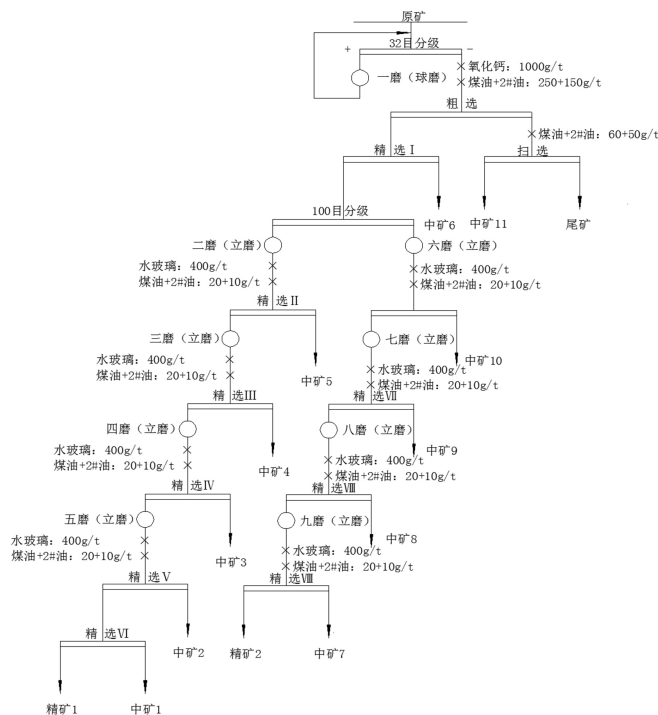 原矿
32目分级
+
−
一磨（球磨）
氧化钙：1000g/t
煤油+2#油：250+150g/t
粗 选
煤油+2#油：60+50g/t
精 选Ⅰ
扫 选
中矿6
中矿11
尾矿
100目分级
二磨（立磨）
六磨（立磨）
水玻璃：400g/t
煤油+2#油：20+10g/t
水玻璃：400g/t
煤油+2#油：20+10g/t
精 选Ⅱ
三磨（立磨）
七磨（立磨）
水玻璃：400g/t
煤油+2#油：20+10g/t
中矿5
水玻璃：400g/t
煤油+2#油：20+10g/t
中矿10
精 选Ⅲ
精 选Ⅶ
四磨（立磨）
八磨（立磨）
水玻璃：400g/t
煤油+2#油：20+10g/t
中矿4
水玻璃：400g/t
煤油+2#油：20+10g/t
中矿9
精 选Ⅳ
精 选Ⅷ
五磨（立磨）
九磨（立磨）
水玻璃：400g/t
煤油+2#油：20+10g/t
中矿3
水玻璃：400g/t
煤油+2#油：20+10g/t
中矿8
精 选Ⅴ
精 选Ⅷ
精 选Ⅵ
中矿2
精矿2
中矿7
精矿1
中矿1